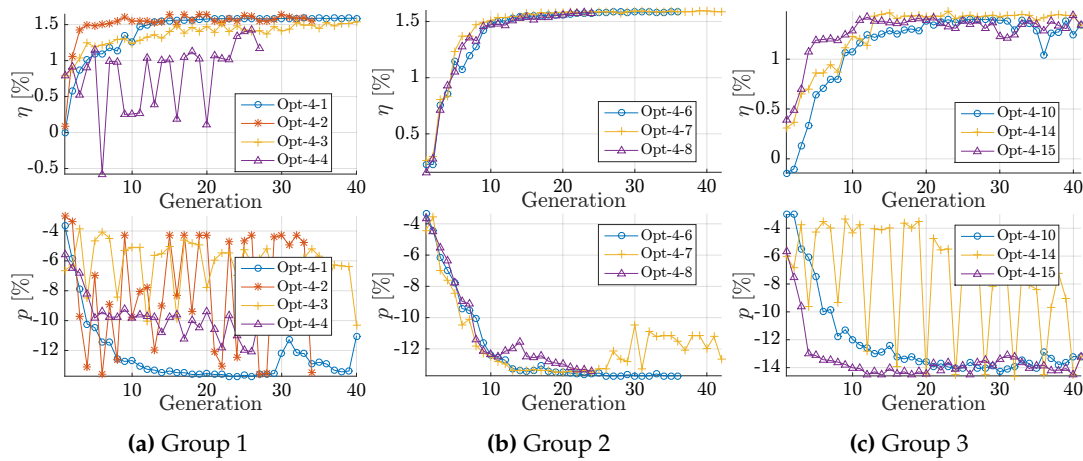 1.5
1
0.5
0
-0.5
η [%]
0 10 20 30 40
Generation
Opt-4-1
Opt-4-2
Opt-4-3
Opt-4-4
1.5
1
0.5
η [%]
0 10 20 30 40
Generation
Opt-4-6
Opt-4-7
Opt-4-8
1
0.5
0
η [%]
0 10 20 30 40
Generation
Opt-4-10
Opt-4-14
Opt-4-15
-4
-6
-8
-10
-12
p [%]
0 10 20 30 40
Generation
Opt-4-1
Opt-4-2
Opt-4-3
Opt-4-4
-4
-6
-8
-10
-12
p [%]
0 10 20 30 40
Generation
Opt-4-6
Opt-4-7
Opt-4-8
-4
-6
-8
-10
-12
-14
p [%]
0 10 20 30 40
Generation
Opt-4-10
Opt-4-14
Opt-4-15
(a) Group 1
(b) Group 2
(c) Group 3